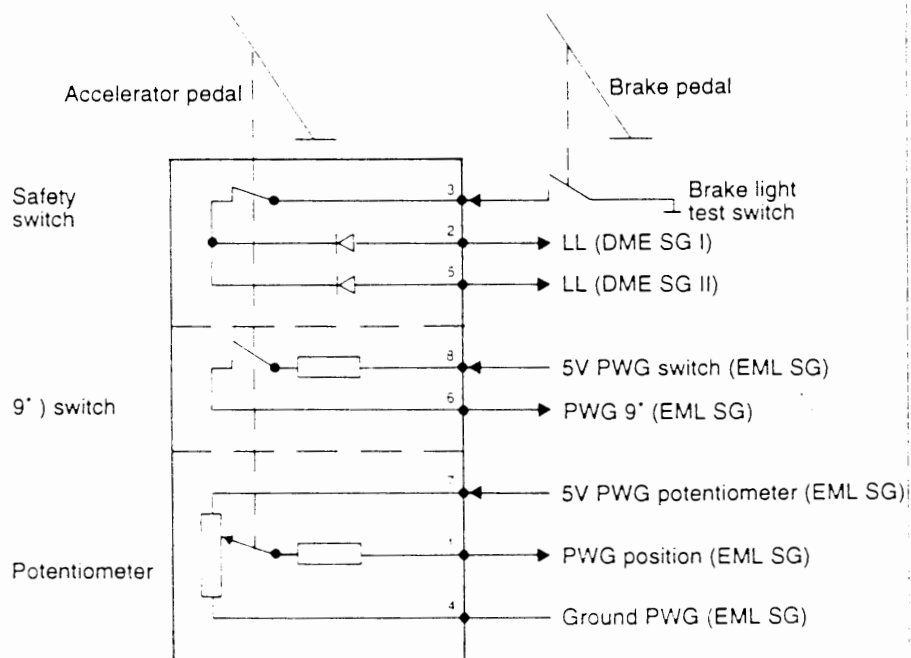 Accelerator pedal
Brake pedal
Safety
switch
3
Brake light
test switch
2
LL (DME SG I)
5
LL (DME SG II)
8
5V PWG switch (EML SG)
9° ) switch
6
PWG 9° (EML SG)
7
5V PWG potentiometer (EML SG)
Potentiometer
1
PWG position (EML SG)
4
Ground PWG (EML SG)